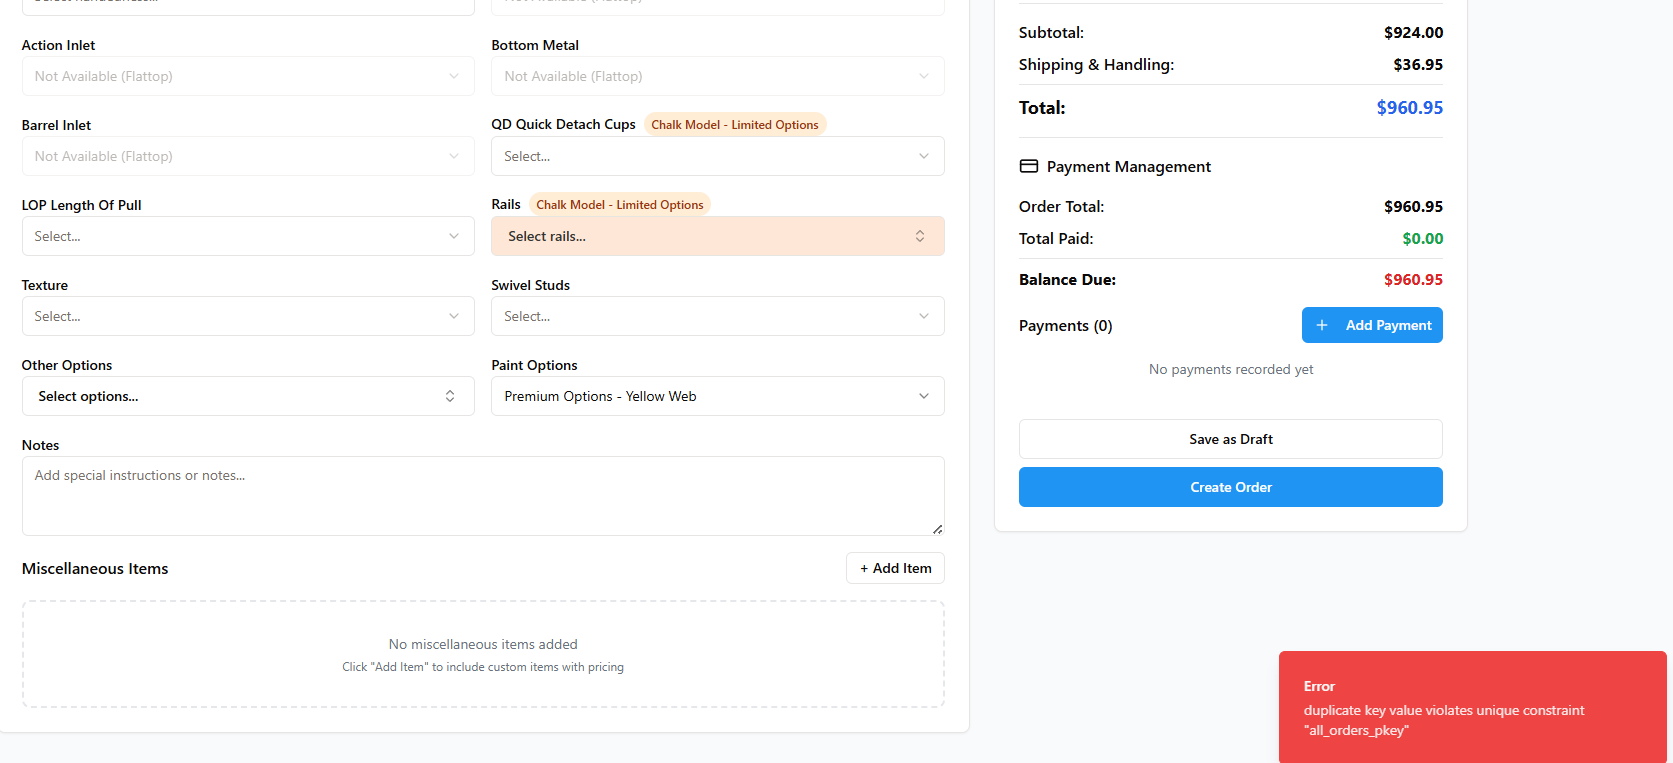 Action Inlet
Not Available (Flattop)
Bottom Metal
Not Available (Flattop)
Barrel Inlet
Not Available (Flattop)
QD Quick Detach Cups Chalk Model - Limited Options
Select...
LOP Length Of Pull
Select...
Rails Chalk Model - Limited Options
Select rails...
Texture
Select...
Swivel Studs
Select...
Other Options
Select options...
Paint Options
Premium Options - Yellow Web
Notes
Add special instructions or notes...
Miscellaneous Items
+ Add Item
No miscellaneous items added
Click "Add Item" to include custom items with pricing
Subtotal: $924.00
Shipping & Handling: $36.95
Total: $960.95
Payment Management
Order Total: $960.95
Total Paid: $0.00
Balance Due: $960.95
Payments (0)
+ Add Payment
No payments recorded yet
Save as Draft
Create Order
Error
duplicate key value violates unique constraint
"all_orders_pkey"